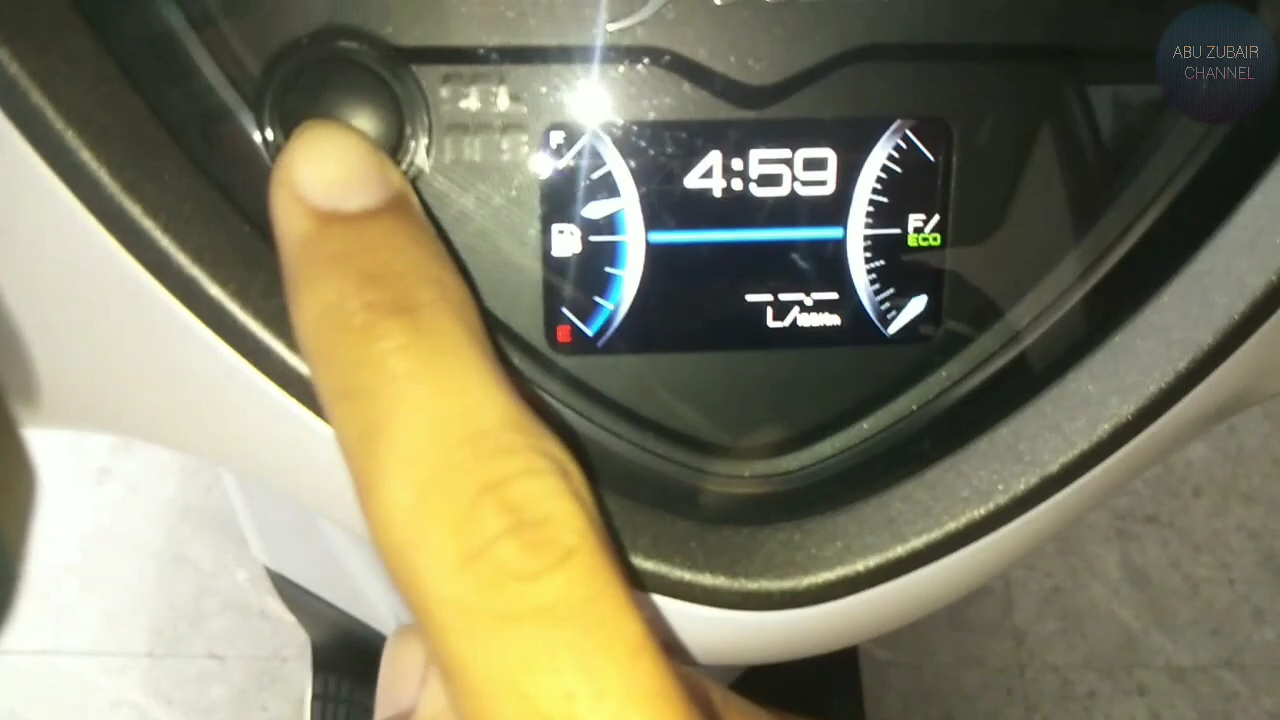 ABU ZUBAIR
CHANNEL
F
4:59
F/
ECO
-- --.--
L/100km
E